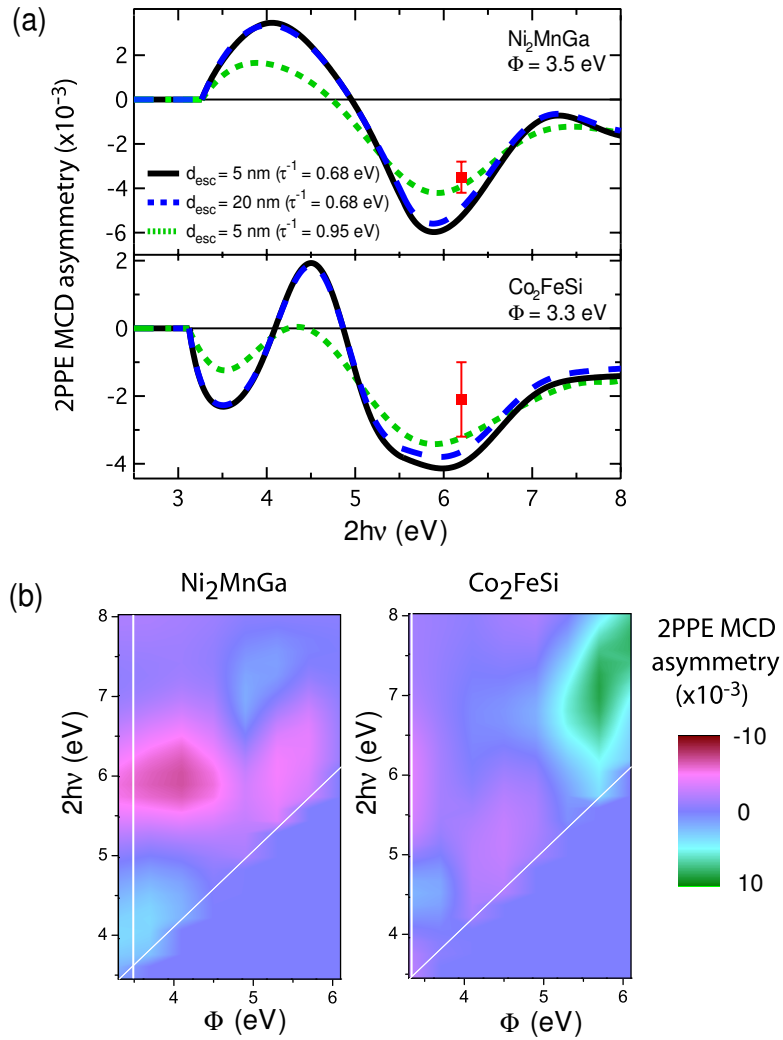 (a)
2PPE MCD asymmetry (x10⁻³)
2
0
-2
-4
-6
Ni₂MnGa
Φ = 3.5 eV
d_esc = 5 nm (τ⁻¹ = 0.68 eV)
d_esc = 20 nm (τ⁻¹ = 0.68 eV)
d_esc = 5 nm (τ⁻¹ = 0.95 eV)
2
0
-2
-4
Co₂FeSi
Φ = 3.3 eV
3 4 5 6 7 8
2hν (eV)
(b)
Ni₂MnGa
Co₂FeSi
2hν (eV)
8
7
6
5
4
4 5 6
Φ (eV)
2hν (eV)
8
7
6
5
4
4 5 6
Φ (eV)
2PPE MCD
asymmetry
(x10⁻³)
-10
0
10